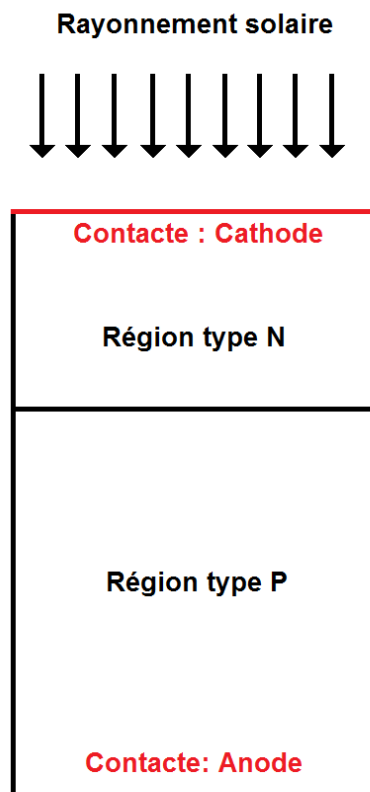 Rayonnement solaire
Contacte : Cathode
Région type N
Région type P
Contacte: Anode